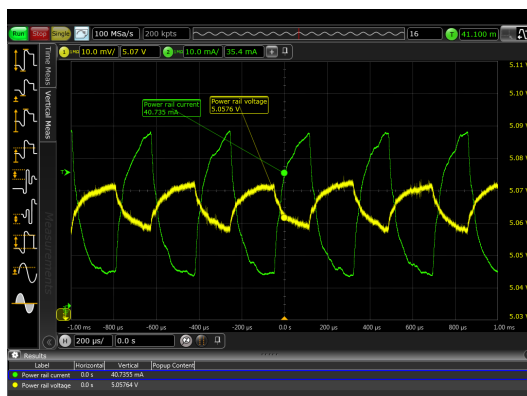 Run Stop Single 100 MSa/s 200 kpts 16 T 41.100 m
1 10.0 mV/ 5.07 V 2 10.0 mA/ 35.4 mA +
Time Meas
Vertical Meas
Measurements
5.11
5.10
5.09
5.08
5.07
5.06
5.05
5.04
5.03
Power rail current
40.735 mA
Power rail voltage
5.0576 V
T
-1.00 ms -800 µs -600 µs -400 µs -200 µs 0.0 s 200 µs 400 µs 600 µs 800 µs 1.00 ms
H 200 µs/ 0.0 s
Results
Label Horizontal Vertical Popup Content
Power rail current 0.0 s 40.7355 mA
Power rail voltage 0.0 s 5.05764 V